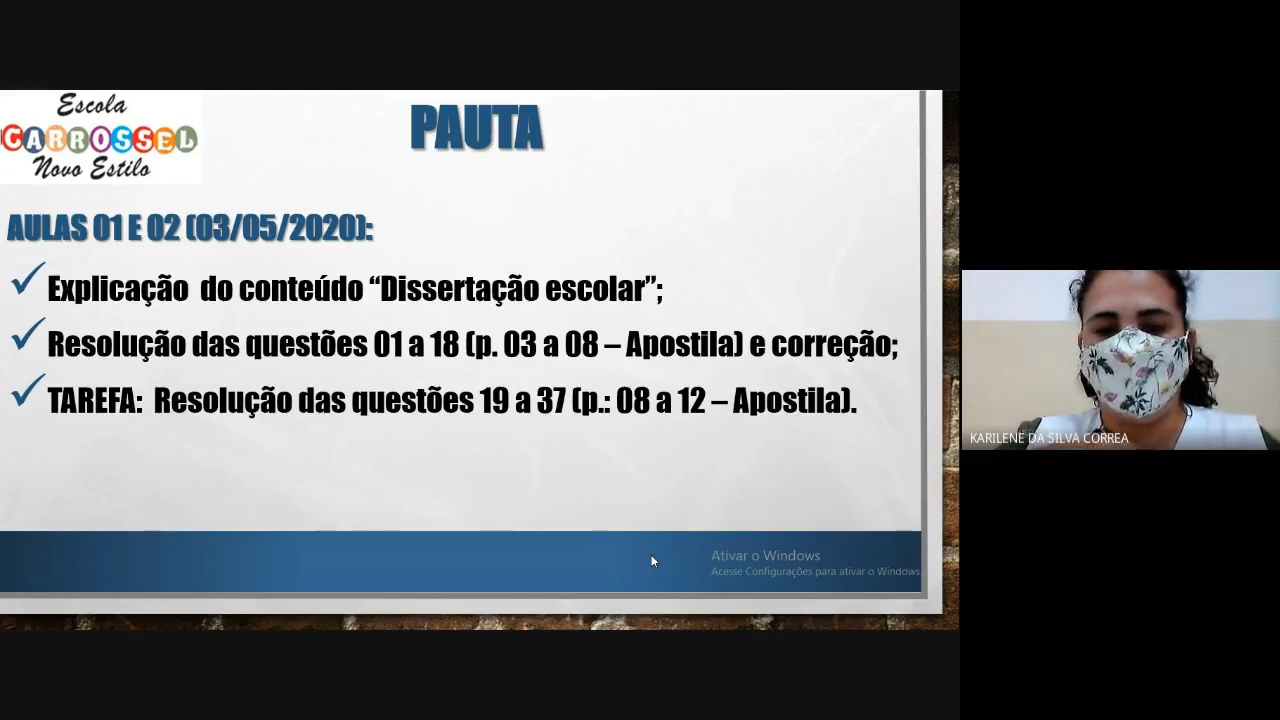 Escola
CARROSSEL
Novo Estilo
PAUTA
AULAS 01 E 02 (03/05/2020):
Explicação do conteúdo “Dissertação escolar”;
Resolução das questões 01 a 18 (p. 03 a 08 – Apostila) e correção;
TAREFA: Resolução das questões 19 a 37 (p.: 08 a 12 – Apostila).
Ativar o Windows
Acesse Configurações para ativar o Windows.
KARILENE DA SILVA CORREA